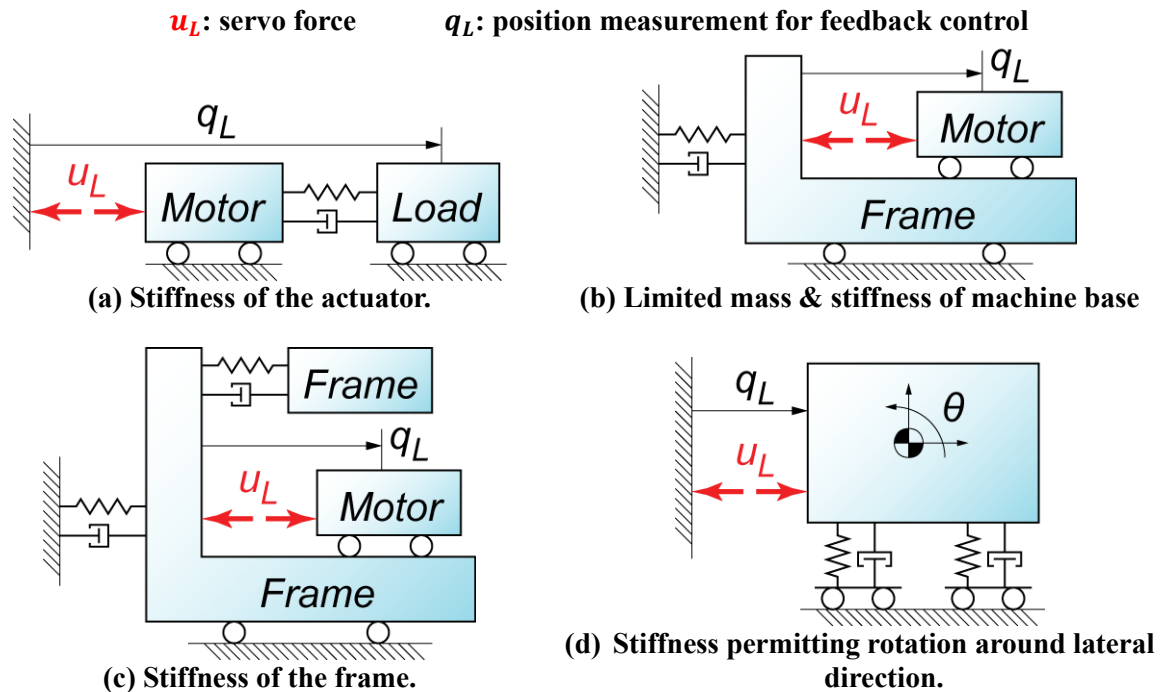 u_L: servo force q_L: position measurement for feedback control
q_L
u_L
Motor
Load
(a) Stiffness of the actuator.
q_L
u_L
Motor
Frame
(b) Limited mass & stiffness of machine base
Frame
q_L
u_L
Motor
Frame
(c) Stiffness of the frame.
q_L
θ
u_L
(d) Stiffness permitting rotation around lateral
direction.